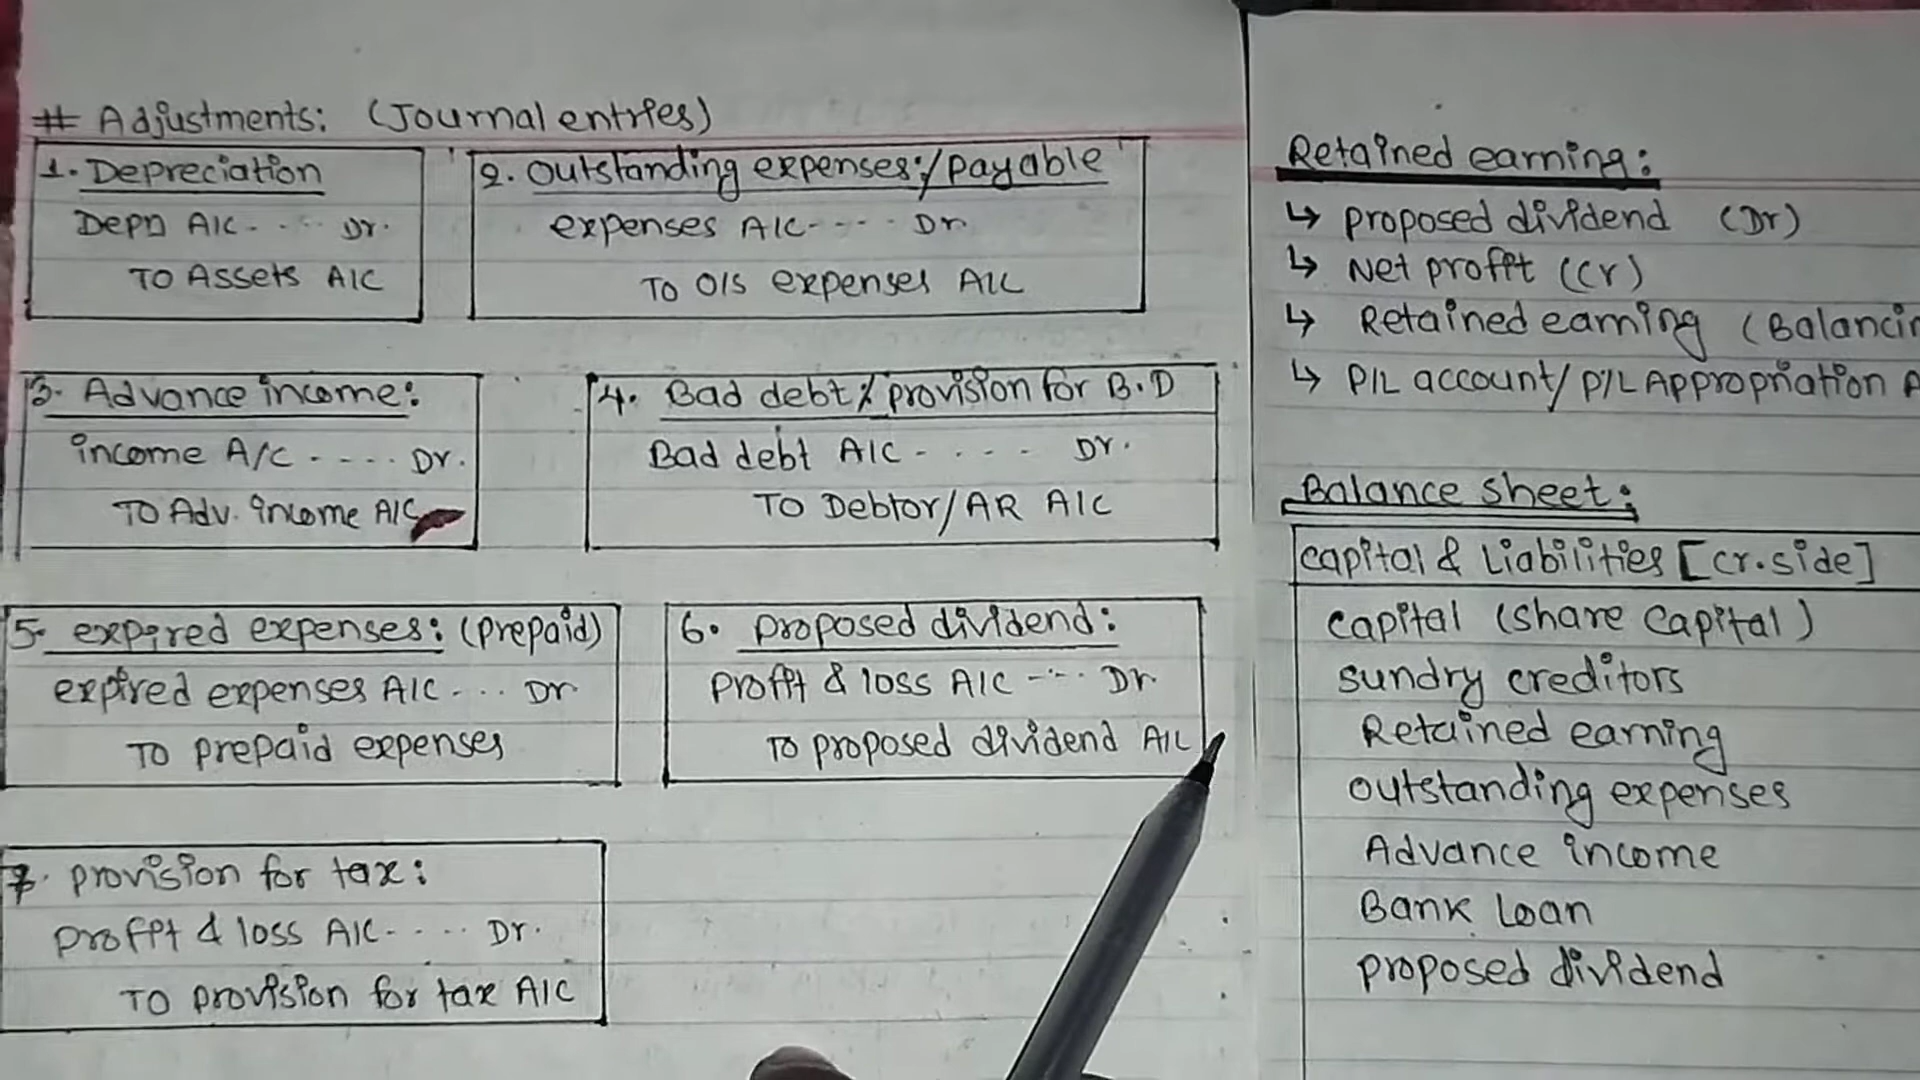 # Adjustments: (Journal entries)
1. Depreciation
Depn A/C - - - - Dr.
To Assets A/C
2. Outstanding expenses:/payable
expenses A/C - - - - Dr.
To O/S expenses A/C
3. Advance income:
income A/C - - - - Dr.
To Adv. income A/C
4. Bad debt % provision for B.D
Bad debt A/C - - - - Dr.
To Debtor/AR A/C
5. expired expenses: (prepaid)
expired expenses A/C - - - Dr
To prepaid expenses
6. proposed dividend:
profit & loss A/C - - - Dr.
To proposed dividend A/C
7. provision for tax:
profit & loss A/C - - - - Dr.
To provision for tax A/C
Retained earning:
↳ proposed dividend (Dr)
↳ Net profit (Cr)
↳ Retained earning (Balancin
↳ P/L account/P/L Appropriation A
Balance sheet:
capital & Liabilities [cr.side]
capital (share capital)
sundry creditors
Retained earning
outstanding expenses
Advance income
Bank Loan
proposed dividend